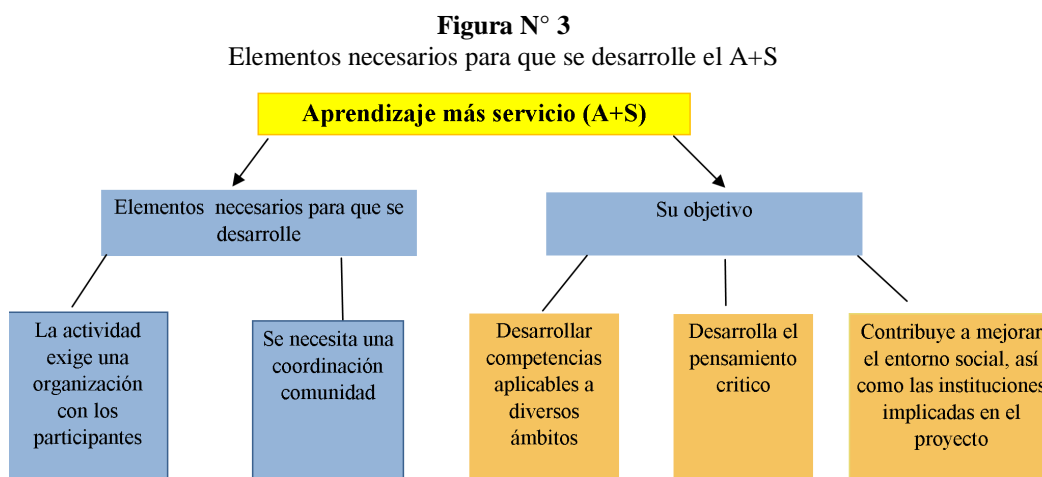 Figura N° 3
Elementos necesarios para que se desarrolle el A+S
Aprendizaje más servicio (A+S)
Elementos necesarios para que se
desarrolle
Su objetivo
La actividad
exige una
organización
con los
participantes
Se necesita una
coordinación
comunidad
Desarrollar
competencias
aplicables a
diversos
ámbitos
Desarrolla el
pensamiento
critico
Contribuye a mejorar
el entorno social, así
como las instituciones
implicadas en el
proyecto